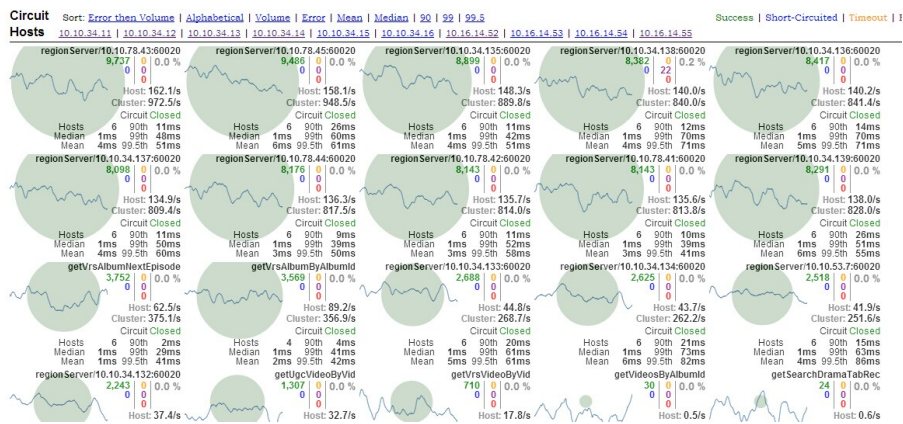 Circuit Sort: Error then Volume | Alphabetical | Volume | Error | Mean | Median | 90 | 99 | 99.5 Success | Short-Circuited | Timeout |
Hosts 10.10.34.11 | 10.10.34.12 | 10.10.34.13 | 10.10.34.14 | 10.10.34.15 | 10.10.34.16 | 10.16.14.52 | 10.16.14.53 | 10.16.14.54 | 10.16.14.55
regionServer/10.10.78.43:60020
9,737 0 0.0 %
0 0
0
Host: 162.1/s
Cluster: 972.5/s
Circuit Closed
Hosts 6 90th 11ms
Median 1ms 99th 48ms
Mean 4ms 99.5th 51ms
regionServer/10.10.78.45:60020
9,486 0 0.0 %
0 0
0
Host: 158.1/s
Cluster: 948.5/s
Circuit Closed
Hosts 6 90th 26ms
Median 1ms 99th 60ms
Mean 6ms 99.5th 61ms
regionServer/10.10.34.135:60020
8,899 0 0.0 %
0 0
0
Host: 148.3/s
Cluster: 889.8/s
Circuit Closed
Hosts 6 90th 11ms
Median 1ms 99th 42ms
Mean 4ms 99.5th 51ms
regionServer/10.10.34.138:60020
8,382 0 0.2 %
0 22
0
Host: 140.0/s
Cluster: 840.0/s
Circuit Closed
Hosts 6 90th 12ms
Median 1ms 99th 70ms
Mean 4ms 99.5th 71ms
regionServer/10.10.34.136:60020
8,417 0 0.0 %
0 0
0
Host: 140.2/s
Cluster: 841.4/s
Circuit Closed
Hosts 6 90th 14ms
Median 1ms 99th 70ms
Mean 5ms 99.5th 71ms
regionServer/10.10.34.137:60020
8,098 0 0.0 %
0 0
0
Host: 134.9/s
Cluster: 809.4/s
Circuit Closed
Hosts 6 90th 11ms
Median 1ms 99th 50ms
Mean 4ms 99.5th 60ms
regionServer/10.10.78.44:60020
8,176 0 0.0 %
0 0
0
Host: 136.3/s
Cluster: 817.5/s
Circuit Closed
Hosts 6 90th 9ms
Median 1ms 99th 39ms
Mean 3ms 99.5th 50ms
regionServer/10.10.78.42:60020
8,143 0 0.0 %
0 0
0
Host: 135.7/s
Cluster: 814.0/s
Circuit Closed
Hosts 6 90th 11ms
Median 1ms 99th 52ms
Mean 3ms 99.5th 58ms
regionServer/10.10.78.41:60020
8,143 0 0.0 %
0 0
0
Host: 135.6/s
Cluster: 813.8/s
Circuit Closed
Hosts 6 90th 10ms
Median 1ms 99th 39ms
Mean 3ms 99.5th 41ms
regionServer/10.10.34.139:60020
8,291 0 0.0 %
0 0
0
Host: 138.0/s
Cluster: 828.0/s
Circuit Closed
Hosts 6 90th 26ms
Median 1ms 99th 51ms
Mean 6ms 99.5th 55ms
getVrsAlbumNextEpisode
3,752 0 0.0 %
0 0
0
Host: 62.5/s
Cluster: 375.1/s
Circuit Closed
Hosts 6 90th 2ms
Median 1ms 99th 29ms
Mean 1ms 99.5th 41ms
getVrsAlbumByAlbumId
3,569 0 0.0 %
0 0
0
Host: 89.2/s
Cluster: 356.9/s
Circuit Closed
Hosts 4 90th 4ms
Median 1ms 99th 41ms
Mean 2ms 99.5th 42ms
regionServer/10.10.34.133:60020
2,688 0 0.0 %
0 0
0
Host: 44.8/s
Cluster: 268.7/s
Circuit Closed
Hosts 6 90th 20ms
Median 1ms 99th 61ms
Mean 5ms 99.5th 61ms
regionServer/10.10.34.134:60020
2,625 0 0.0 %
0 0
0
Host: 43.7/s
Cluster: 262.2/s
Circuit Closed
Hosts 6 90th 21ms
Median 1ms 99th 73ms
Mean 6ms 99.5th 82ms
regionServer/10.10.53.7:60020
2,518 0 0.0 %
0 0
0
Host: 41.9/s
Cluster: 251.6/s
Circuit Closed
Hosts 6 90th 15ms
Median 1ms 99th 63ms
Mean 4ms 99.5th 86ms
regionServer/10.10.34.132:60020
2,243 0 0.0 %
0 0
0
Host: 37.4/s
getUgcVideoByVid
1,307 0 0.0 %
0 0
0
Host: 32.7/s
getVrsVideoByVid
710 0 0.0 %
0 0
0
Host: 17.8/s
getVideosByAlbumId
30 0 0.0 %
0 0
0
Host: 0.5/s
getSearchDramaTabRec
24 0 0.0 %
0 0
0
Host: 0.6/s